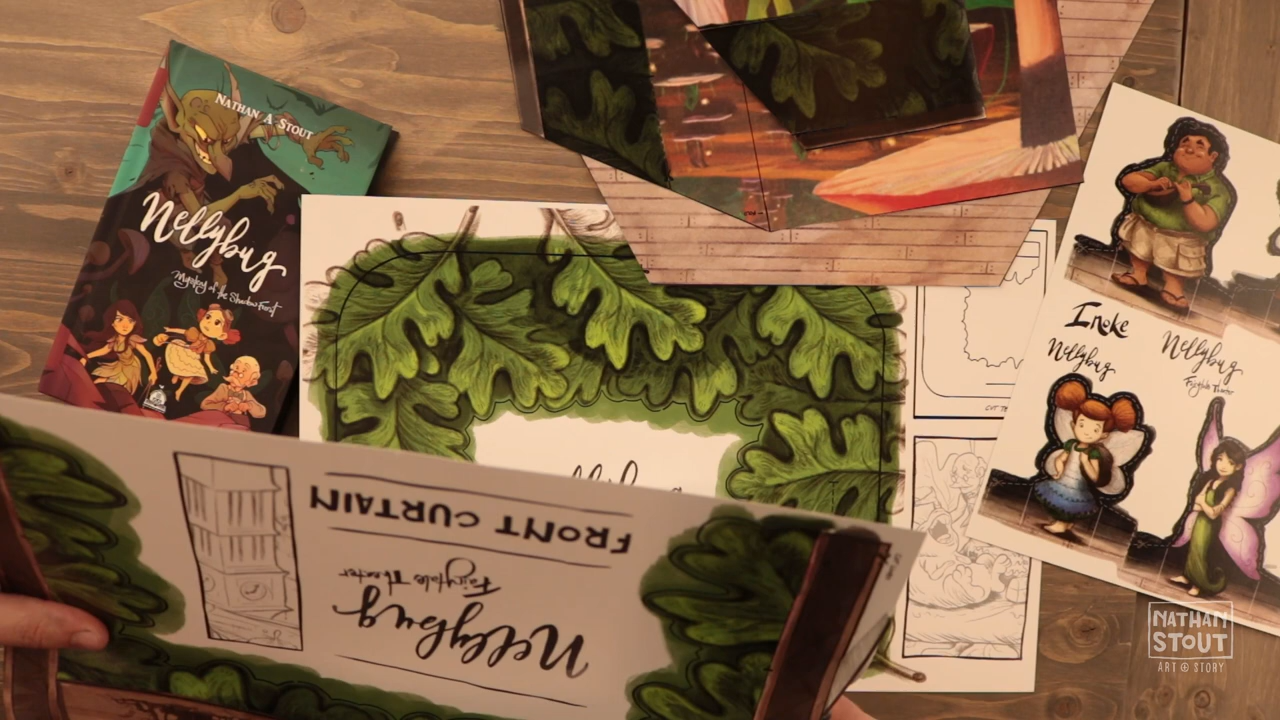 NATHAN A STOUT
Nellybug
Mystery of the Shadow Forest
FRONT CURTAIN
Nellybug
Fairytale Theater
Ineke
Nellybug
Nellybug
Fairytale Theater
NATHAN
STOUT
ART & STORY